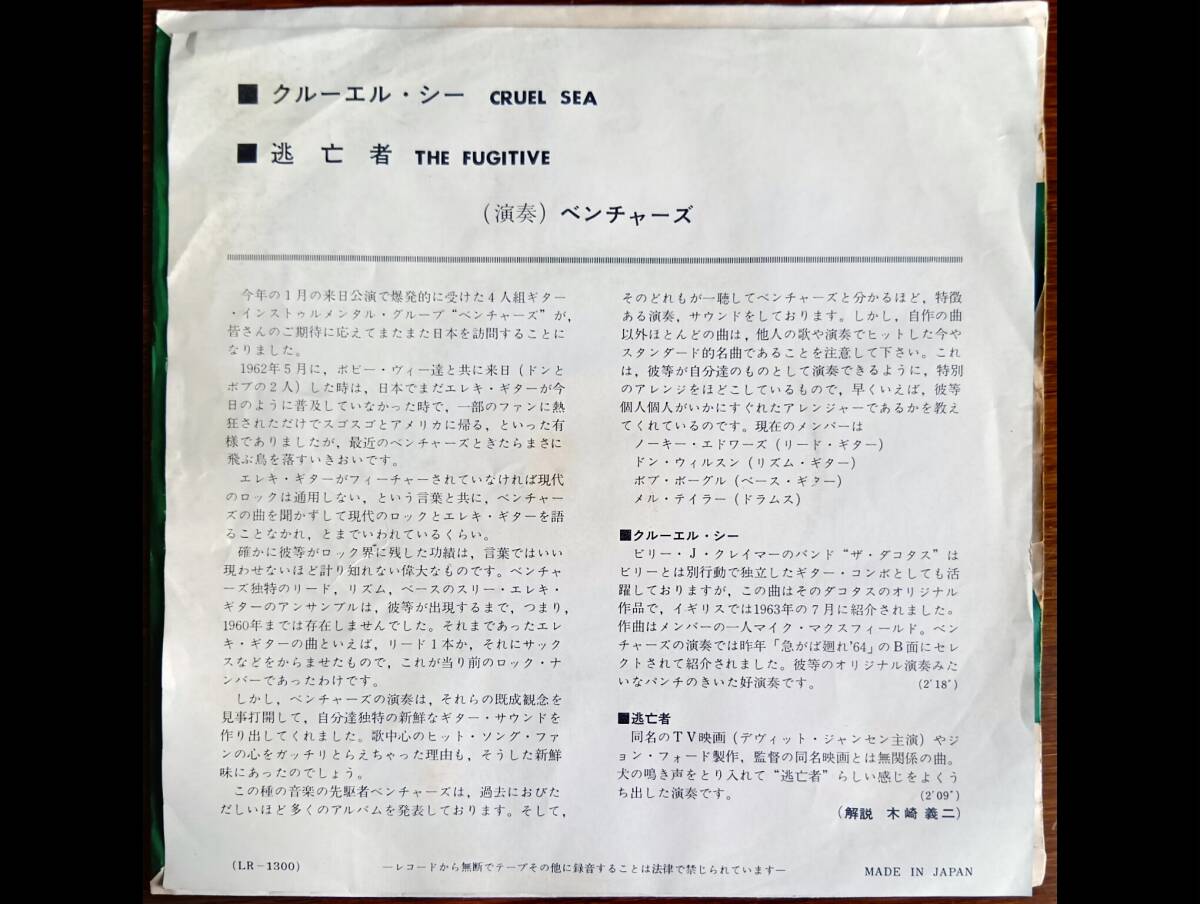 ■ クルーエル・シー CRUEL SEA
■ 逃亡者 THE FUGITIVE
（演奏）ベンチャーズ
今年の1月の来日公演で爆発的に受けた4人組ギター
・インストゥルメンタル・グループ“ベンチャーズ”が，
皆さんのご期待に応えてまたまた日本を訪問することに
なりました。
1962年5月に，ボビー・ヴィー達と共に来日（ドンと
ボブの2人）した時は，日本でまだエレキ・ギターが今
日のように普及していなかった時で，一部のファンに熱
狂されただけでスゴスゴとアメリカに帰る，といった有
様でありましたが，最近のベンチャーズときたらまさに
飛ぶ鳥を落すいきおいです。
エレキ・ギターがフィーチャーされていなければ現代
のロックは通用しない，という言葉と共に，ベンチャー
ズの曲を聞かずして現代のロックとエレキ・ギターを語
ることなかれ，とまでいわれているくらい。
確かに彼等がロック界に残した功績は，言葉ではいい
現わせないほど計り知れない偉大なものです。ベンチャ
ーズ独特のリード，リズム，ベースのスリー・エレキ・
ギターのアンサンブルは，彼等が出現するまで，つまり，
1960年までは存在しませんでした。それまであったエレ
キ・ギターの曲といえば，リード1本か，それにサック
スなどをからませたもので，これが当り前のロック・ナ
ンバーであったわけです。
しかし，ベンチャーズの演奏は，それらの既成観念を
見事打開して，自分達独特の新鮮なギター・サウンドを
作り出してくれました。歌中心のヒット・ソング・ファ
ンの心をガッチリとらえちゃった理由も，そうした新鮮
味にあったのでしょう。
この種の音楽の先駆者ベンチャーズは，過去におびた
だしいほど多くのアルバムを発表しております。そして，
そのどれもが一聴してベンチャーズと分かるほど，特徴
ある演奏，サウンドをしております。しかし，自作の曲
以外ほとんどの曲は，他人の歌や演奏でヒットした今や
スタンダード的名曲であることを注意して下さい。これ
は，彼等が自分達のものとして演奏できるように，特別
のアレンジをほどこしているもので，早くいえば，彼等
個人個人がいかにすぐれたアレンジャーであるかを教え
てくれているのです。現在のメンバーは
ノーキー・エドワーズ（リード・ギター）
ドン・ウィルスン（リズム・ギター）
ボブ・ボーグル（ベース・ギター）
メル・テイラー（ドラムス）
■クルーエル・シー
ビリー・J・クレイマーのバンド“ザ・ダコタス”は
ビリーとは別行動で独立したギター・コンボとしても活
躍しておりますが，この曲はそのダコタスのオリジナル
作品で，イギリスでは1963年の7月に紹介されました。
作曲はメンバーの一人マイク・マクスフィールド。ベン
チャーズの演奏では昨年「急がば廻れ'64」のB面にセレ
クトされて紹介されました。彼等のオリジナル演奏みた
いなパンチのきいた好演奏です。 (2'18")
■逃亡者
同名のTV映画（デヴィット・ジャンセン主演）やジ
ョン・フォード製作，監督の同名映画とは無関係の曲。
犬の鳴き声をとり入れて“逃亡者”らしい感じをよくう
ち出した演奏です。 (2'09")
（解説 木崎義二）
(LR-1300) ―レコードから無断でテープその他に録音することは法律で禁じられています― MADE IN JAPAN